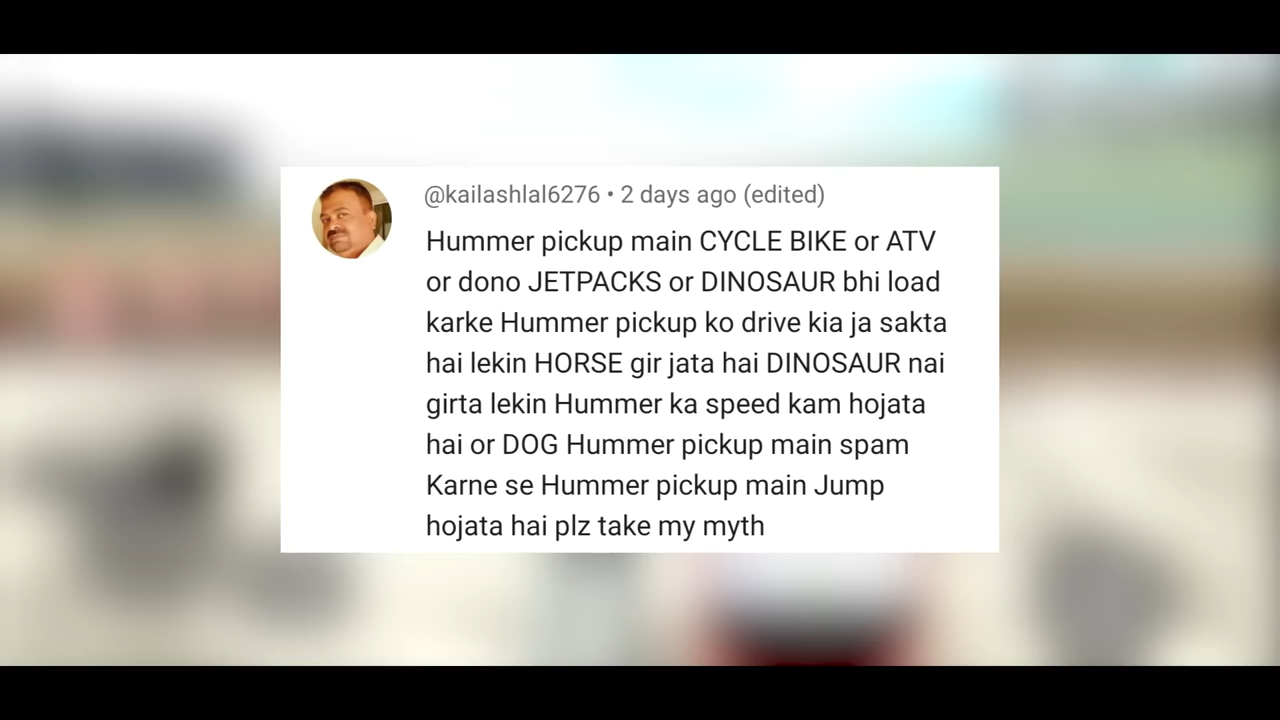 @kailashlal6276 • 2 days ago (edited)
Hummer pickup main CYCLE BIKE or ATV
or dono JETPACKS or DINOSAUR bhi load
karke Hummer pickup ko drive kia ja sakta
hai lekin HORSE gir jata hai DINOSAUR nai
girta lekin Hummer ka speed kam hojata
hai or DOG Hummer pickup main spam
Karne se Hummer pickup main Jump
hojata hai plz take my myth